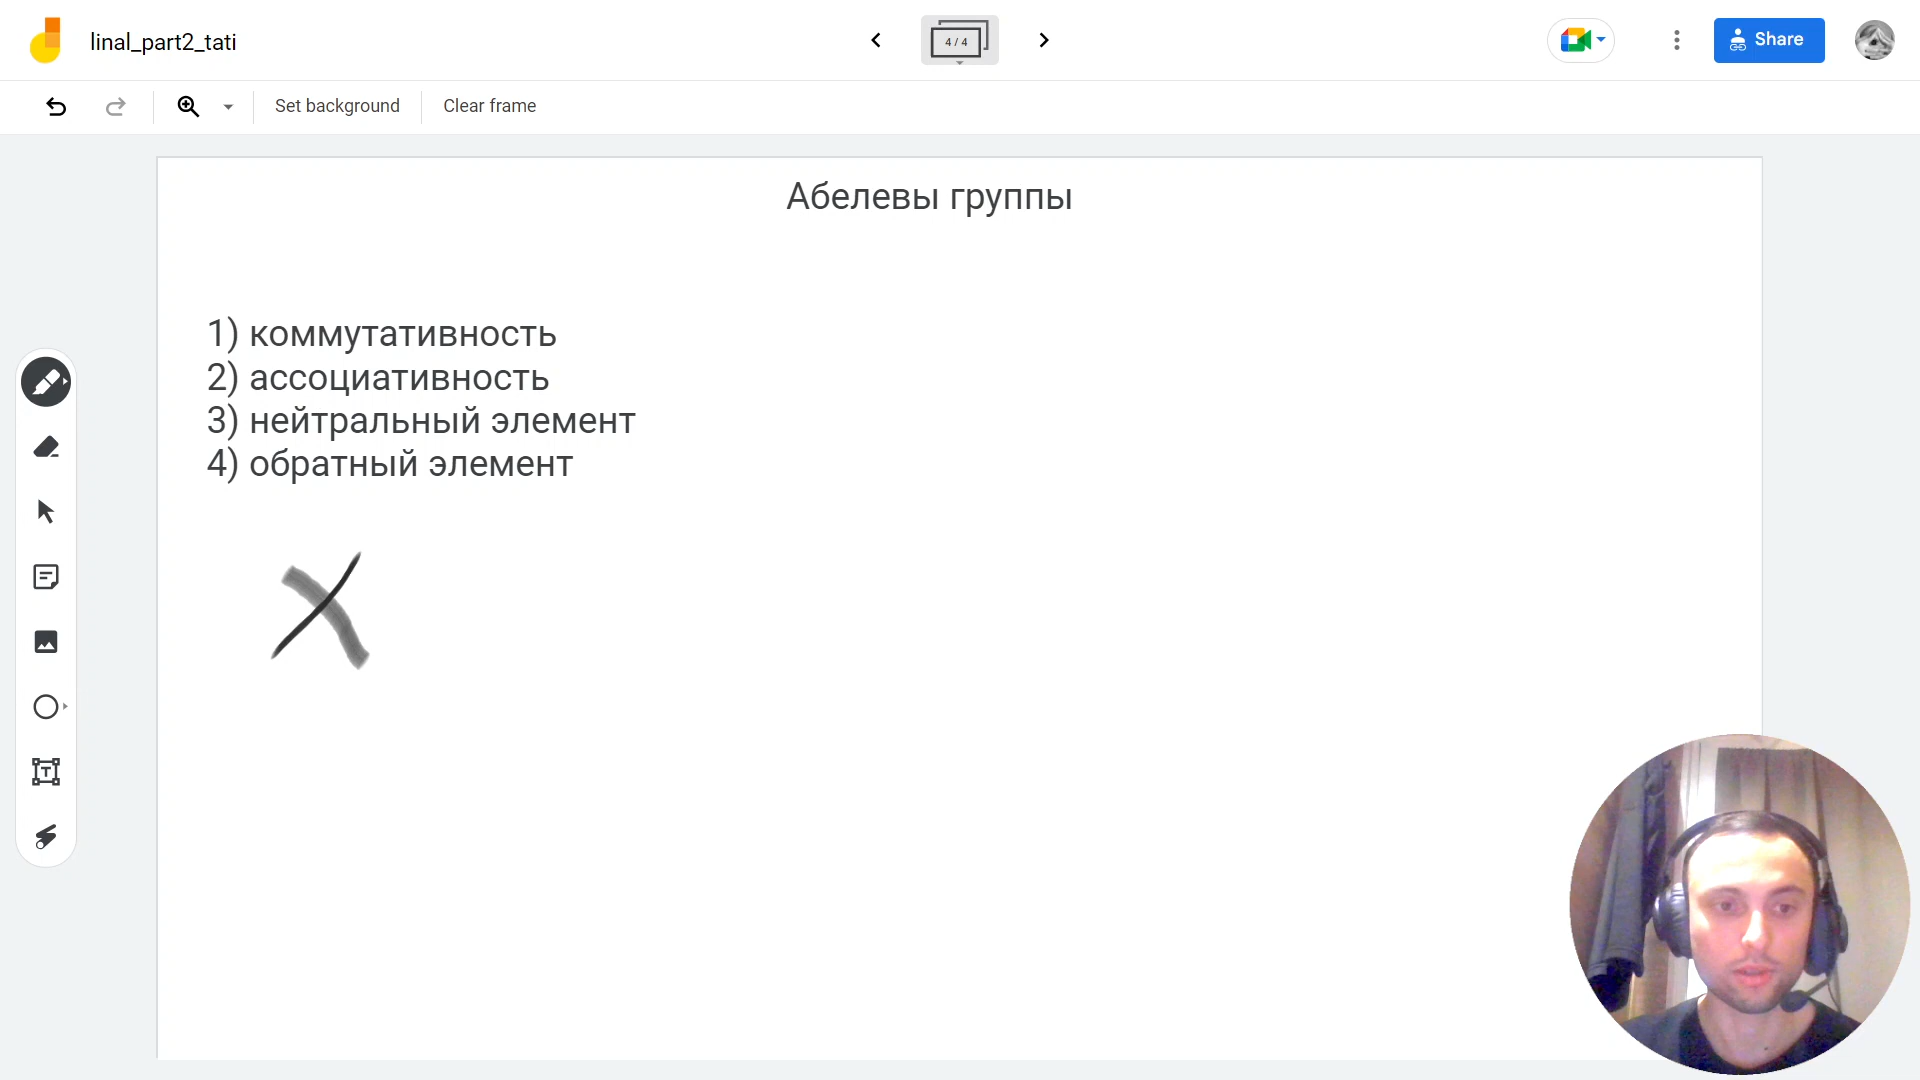 linal_part2_tati
4 / 4
Share
Set background
Clear frame
Абелевы группы
1) коммутативность
2) ассоциативность
3) нейтральный элемент
4) обратный элемент
X